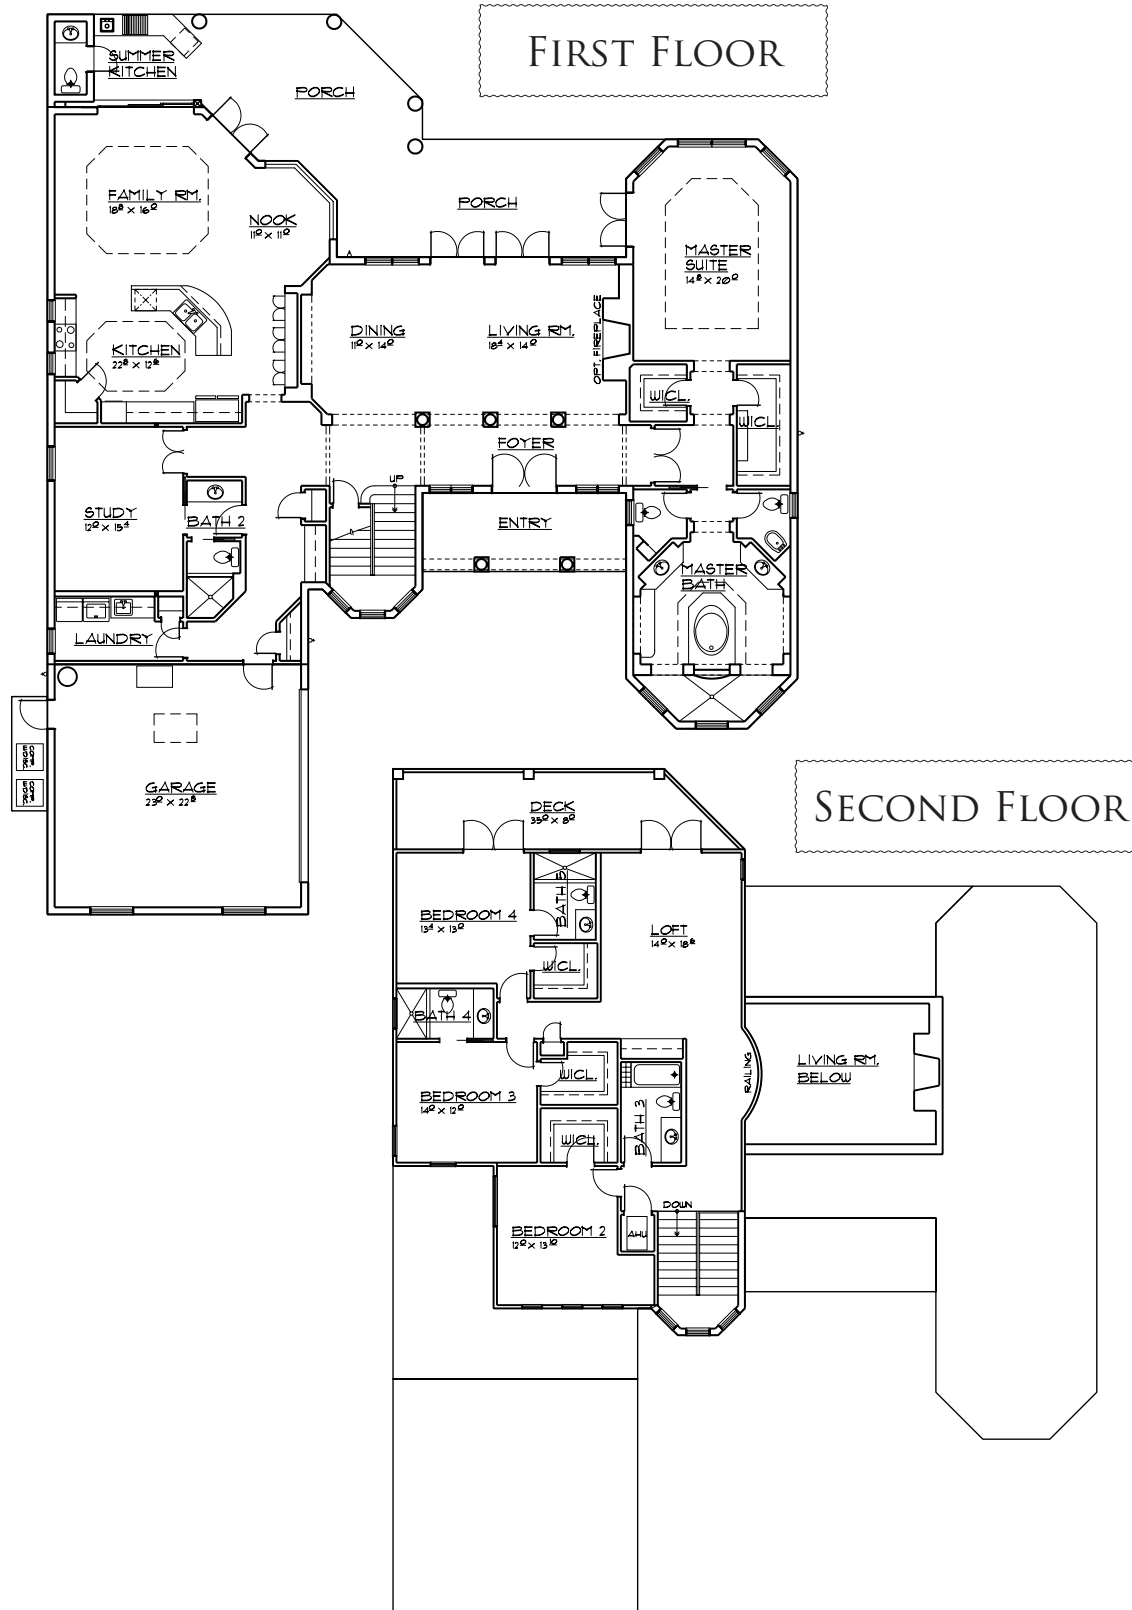 FIRST FLOOR
SUMMER
KITCHEN
PORCH
FAMILY RM.
18⁸ × 16⁰
NOOK
11⁰ × 11⁰
PORCH
MASTER
SUITE
14⁸ × 20⁰
DINING
11⁰ × 14⁰
LIVING RM.
18⁴ × 14⁰
OPT. FIREPLACE
KITCHEN
22⁸ × 12⁸
WICL.
WICL.
FOYER
UP
STUDY
12⁰ × 15⁴
BATH 2
ENTRY
MASTER
BATH
LAUNDRY
GARAGE
23⁰ × 22⁸
SECOND FLOOR
DECK
35⁰ × 8⁰
BEDROOM 4
13⁴ × 13⁰
BATH 5
LOFT
14⁰ × 18⁸
WICL.
BATH 4
LIVING RM.
BELOW
RAILING
WICL.
BEDROOM 3
14⁰ × 12⁰
BATH 3
WICL.
DOWN
BEDROOM 2
12⁰ × 13¹⁰
AHU